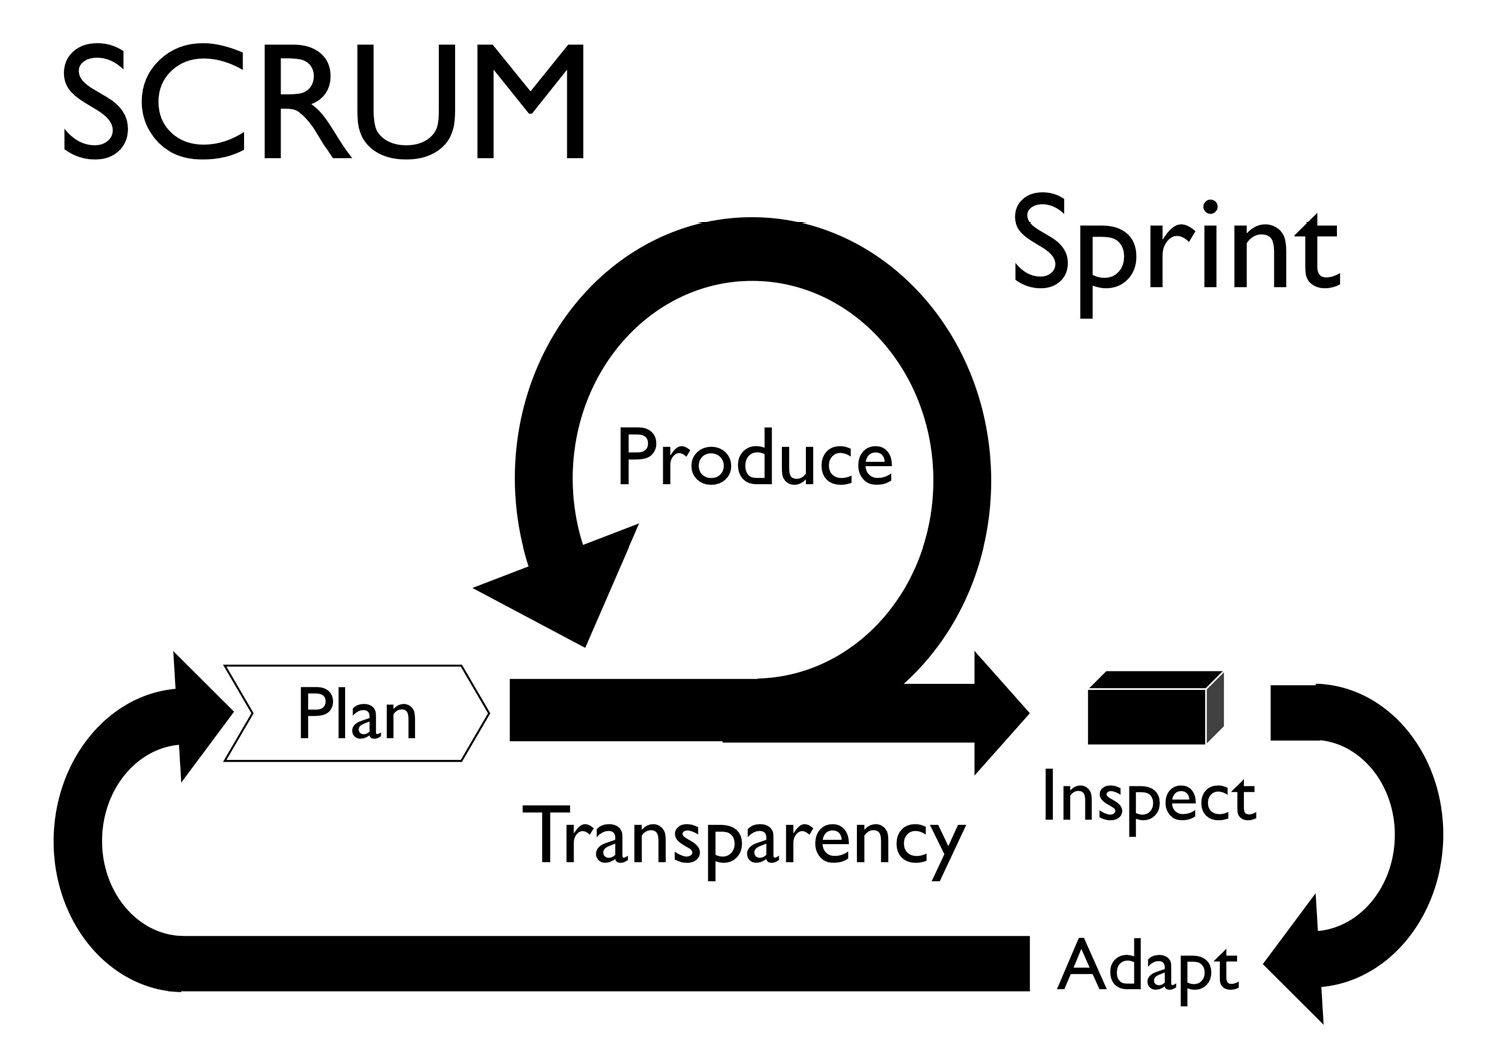 SCRUM
Sprint
Produce
Plan
Transparency
Inspect
Adapt